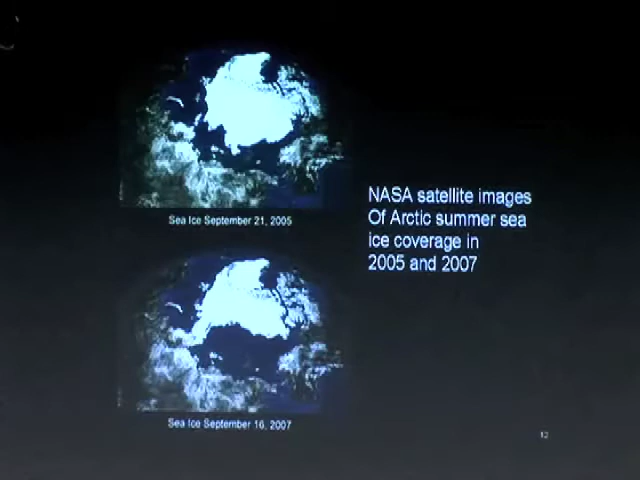 Sea Ice September 21, 2005
NASA satellite images
Of Arctic summer sea
ice coverage in
2005 and 2007
Sea Ice September 16, 2007
12